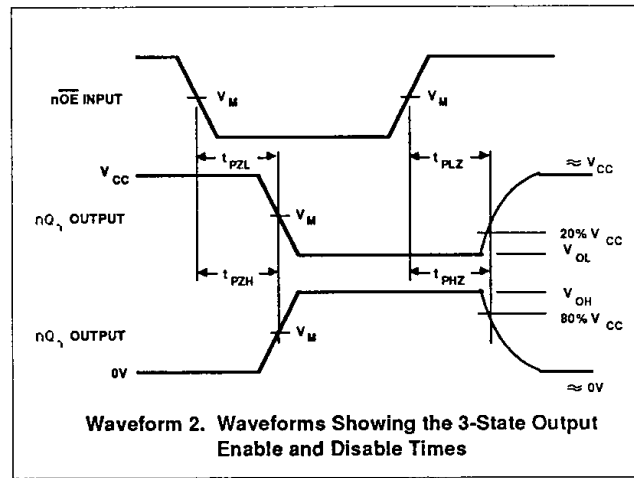 nOE INPUT
V_M
V_M
t_PZL
t_PLZ
≈ V_CC
V_CC
nQ_n OUTPUT
V_M
20% V_CC
V_OL
t_PZH
t_PHZ
V_OH
nQ_n OUTPUT
V_M
80% V_CC
0V
≈ 0V
Waveform 2. Waveforms Showing the 3-State Output
Enable and Disable Times